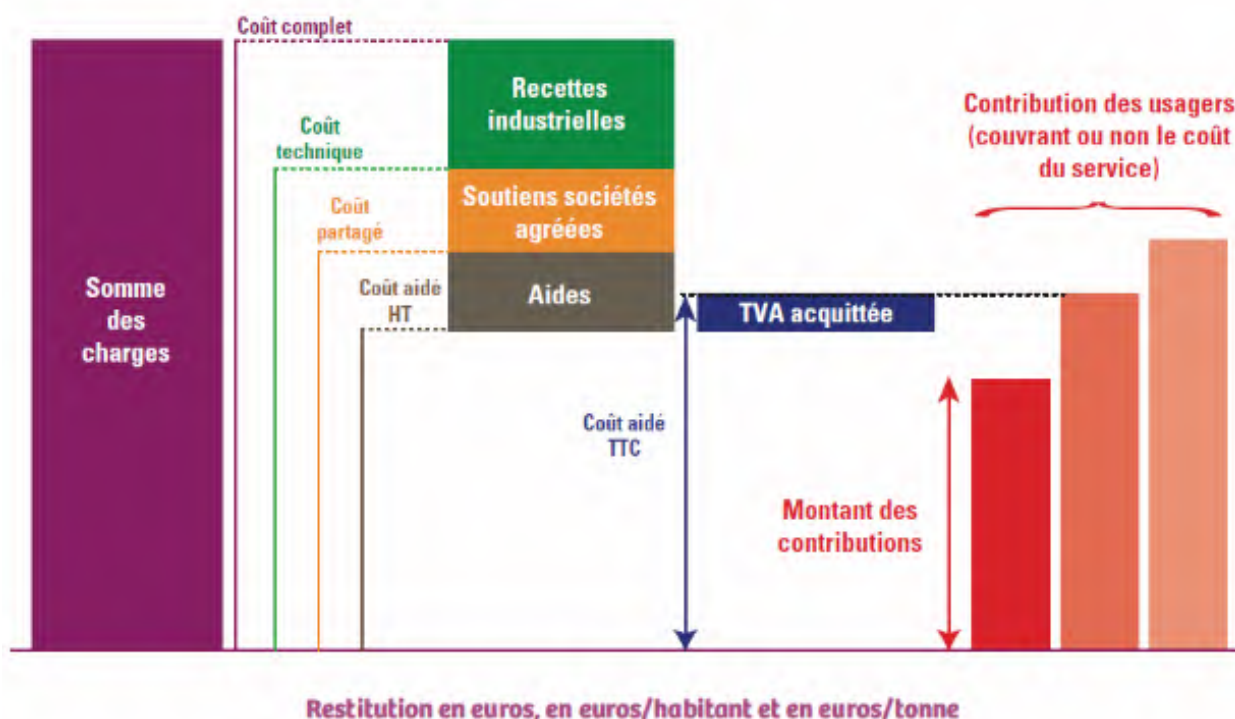 Coût complet
Recettes
industrielles
Coût
technique
Contribution des usagers
(couvrant ou non le coût
du service)
Soutiens sociétés
agréées
Coût
partagé
Somme
des
charges
Coût aidé
HT
Aides
TVA acquittée
Coût aidé
TTC
Montant des
contributions
Restitution en euros, en euros/habitant et en euros/tonne